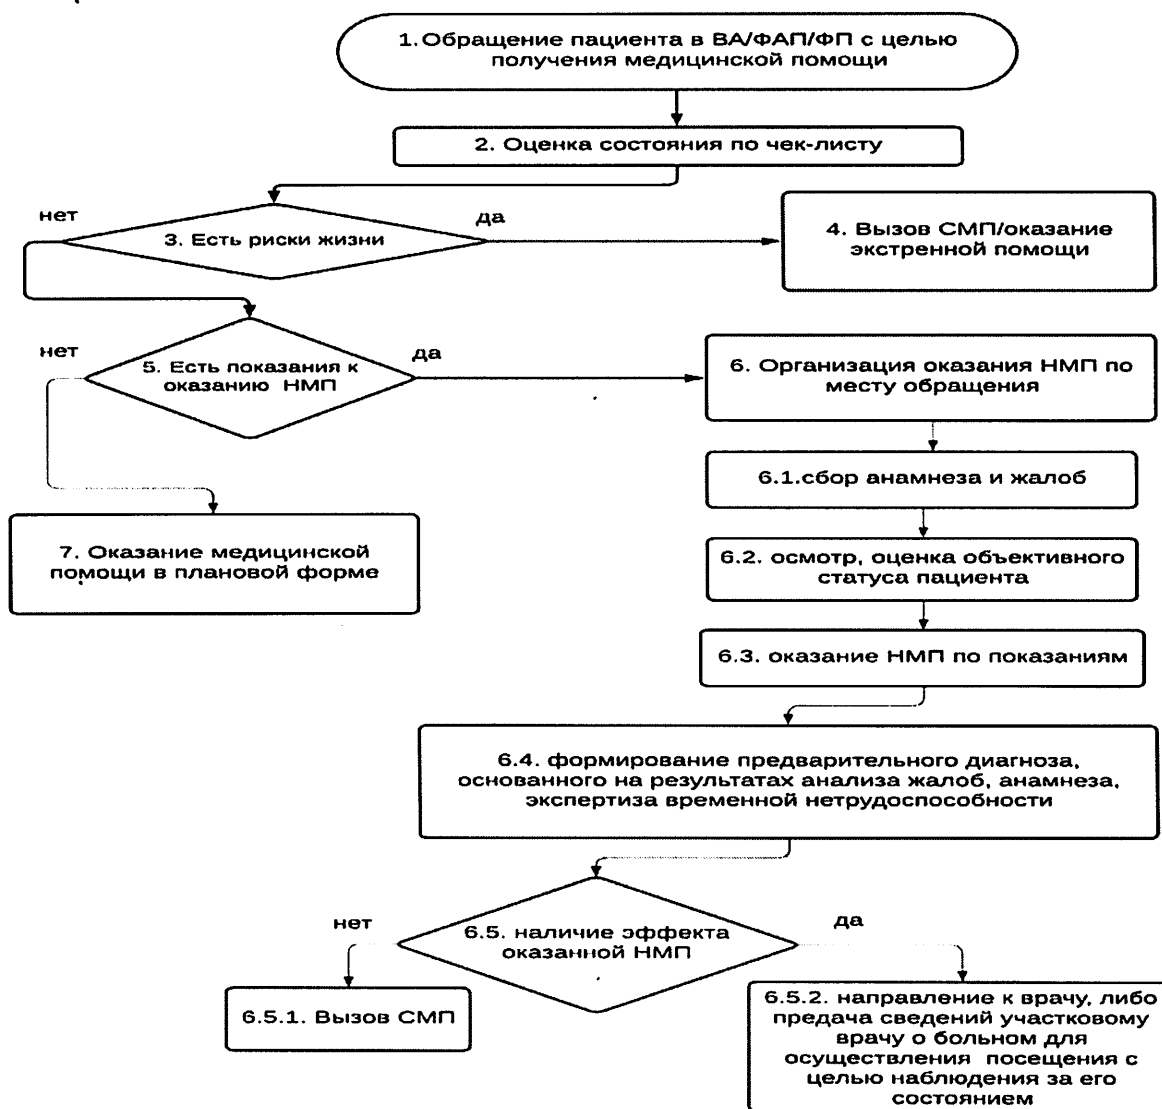 1. Обращение пациента в ВА/ФАП/ФП с целью
получения медицинской помощи
2. Оценка состояния по чек-листу
нет
да
3. Есть риски жизни
4. Вызов СМП/оказание
экстренной помощи
нет
да
5. Есть показания к
оказанию НМП
6. Организация оказания НМП по
месту обращения
6.1.сбор анамнеза и жалоб
7. Оказание медицинской
помощи в плановой форме
6.2. осмотр, оценка объективного
статуса пациента
6.3. оказание НМП по показаниям
6.4. формирование предварительного диагноза,
основанного на результатах анализа жалоб, анамнеза,
экспертиза временной нетрудоспособности
нет
да
6.5. наличие эффекта
оказанной НМП
6.5.1. Вызов СМП
6.5.2. направление к врачу, либо
предача сведений участковому
врачу о больном для
осуществления посещения с
целью наблюдения за его
состоянием